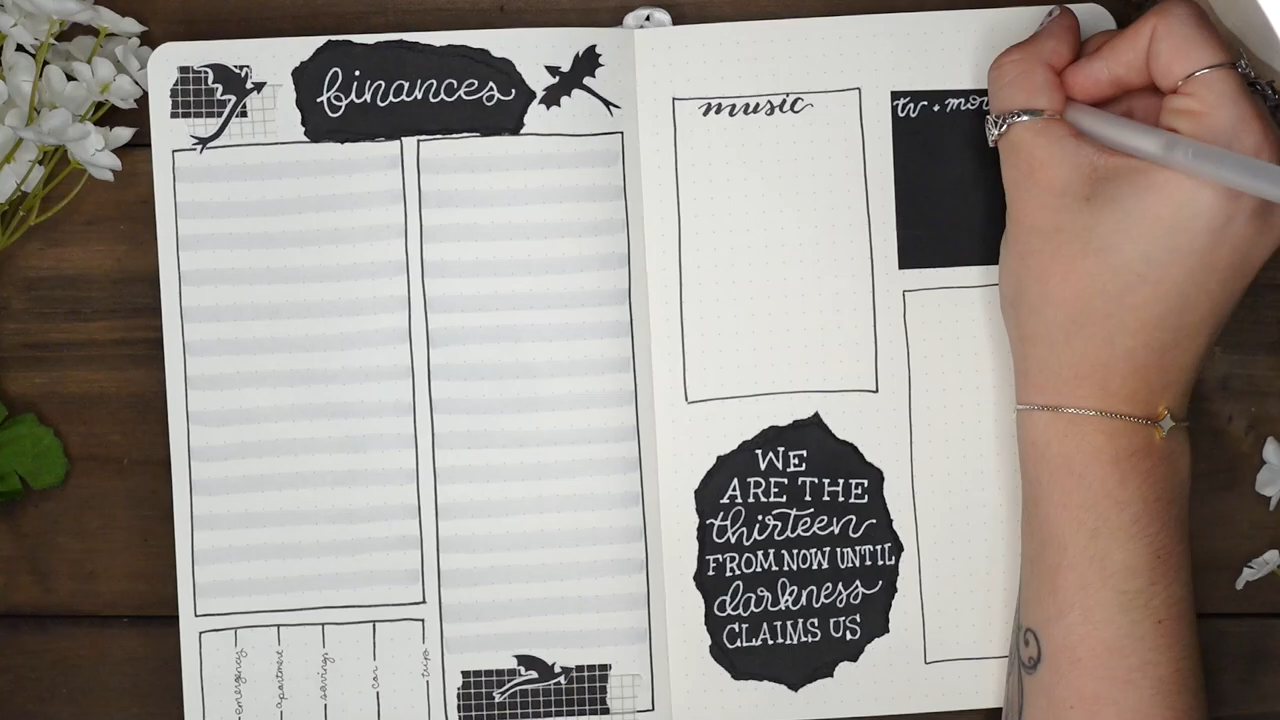 finances
emergency
apartment
savings
car
trips
music
tv + mov
WE
ARE THE
thirteen
FROM NOW UNTIL
darkness
CLAIMS US